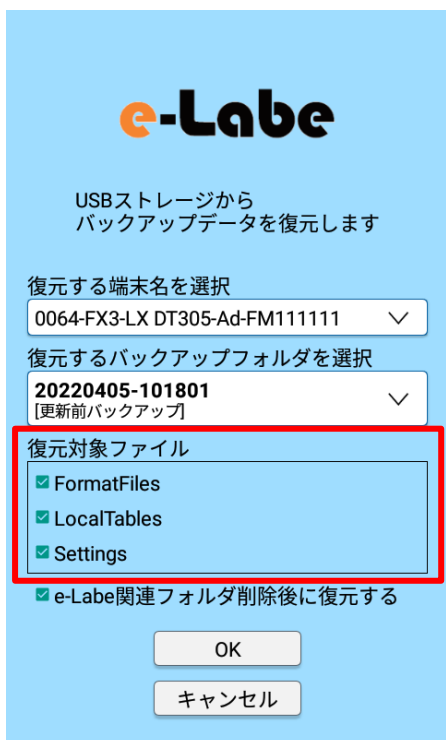 e-Labe
USBストレージから
バックアップデータを復元します
復元する端末名を選択
0064-FX3-LX DT305-Ad-FM111111
復元するバックアップフォルダを選択
20220405-101801
[更新前バックアップ]
復元対象ファイル
FormatFiles
LocalTables
Settings
e-Labe関連フォルダ削除後に復元する
OK
キャンセル